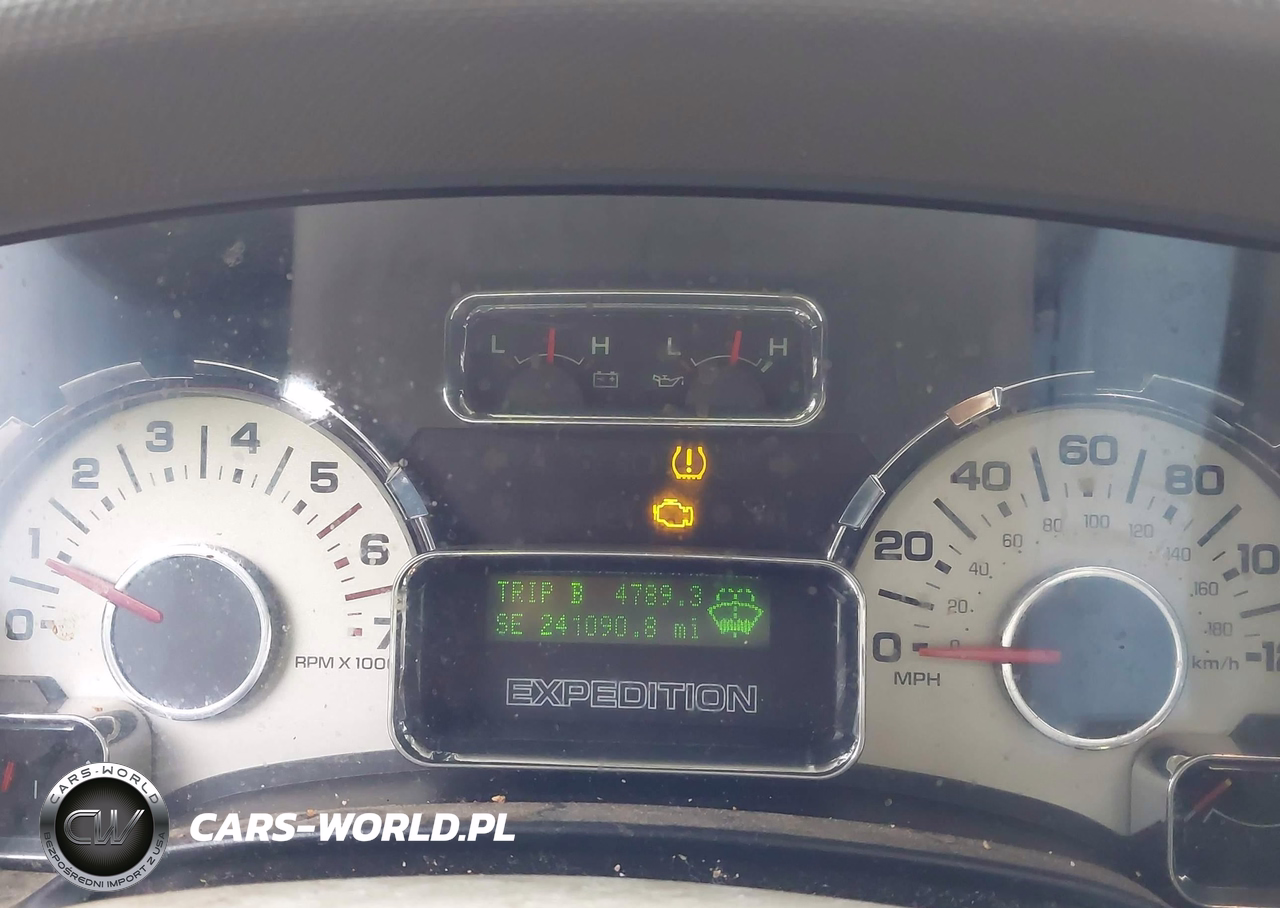 L H L H
0 1 2 3 4 5 6 7
RPM X 1000
TRIP B 4789.3
SE 241090.8 mi
EXPEDITION
0 20 40 60 80
20 40 60 80 100 120 140 160 180
MPH
km/h
CARS-WORLD
CW
BEZPOŚREDNI IMPORT Z USA
CARS-WORLD.PL